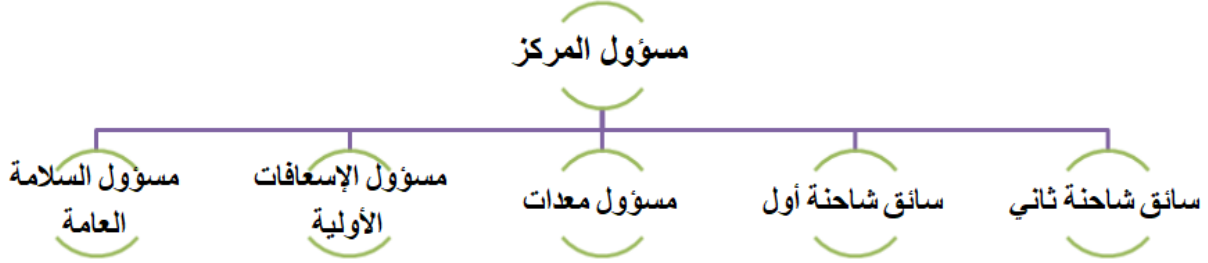 مسؤول المركز
سائق شاحنة ثاني
سائق شاحنة أول
مسؤول معدات
مسؤول الإسعافات
الأولية
مسؤول السلامة
العامة